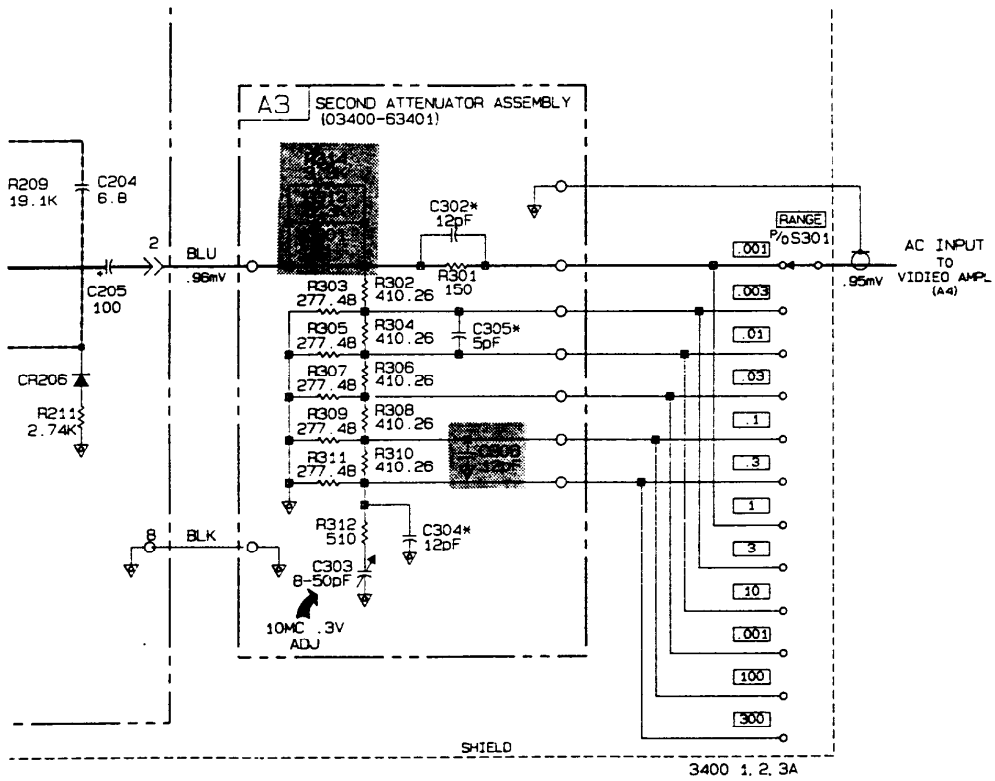 A3 SECOND ATTENUATOR ASSEMBLY
(03400-63401)
R209
19.1K
C204
6.8
2
BLU
.96mV
C205
100
CR206
R211
2.74K
8
BLK
R314
C302*
12pF
R301
150
R303
277.48
R302
410.26
R305
277.48
R304
410.26
C305*
5pF
R307
277.48
R306
410.26
R309
277.48
R308
410.26
R311
277.48
R310
410.26
12pF
R312
510
C304*
12pF
C303
8-50pF
10MC .3V
ADJ
RANGE
P/oS301
AC INPUT
TO
VIDIEO AMPL
(A4)
.95mV
.001
.003
.01
.03
.1
.3
1
3
10
.001
100
300
SHIELD
3400 1, 2, 3A